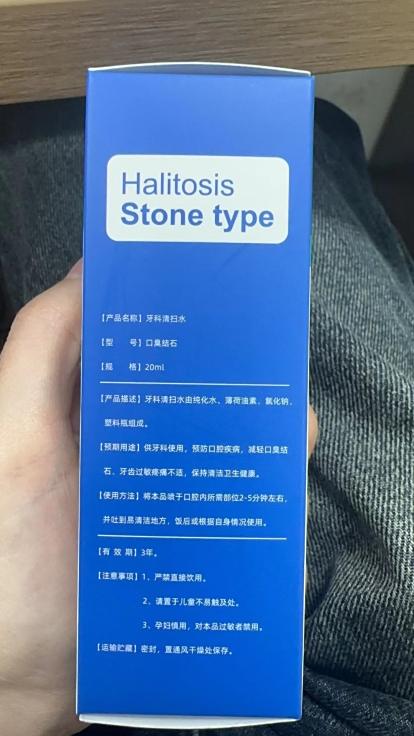 Halitosis
Stone type
【产品名称】牙科清扫水
【型　　号】口臭结石
【规　　格】20ml
【产品描述】牙科清扫水由纯化水、薄荷油素、氯化钠、
塑料瓶组成。
【预期用途】供牙科使用，预防口腔疾病，减轻口臭结
石、牙齿过敏疼痛不适，保持清洁卫生健康。
【使用方法】将本品喷于口腔内所需部位2-5分钟左右，
并吐到易清洁地方，饭后或根据自身情况使用。
【有 效 期】3年。
【注意事项】1、严禁直接饮用。
2、请置于儿童不易触及处。
3、孕妇慎用，对本品过敏者禁用。
【运输贮藏】密封，置通风干燥处保存。